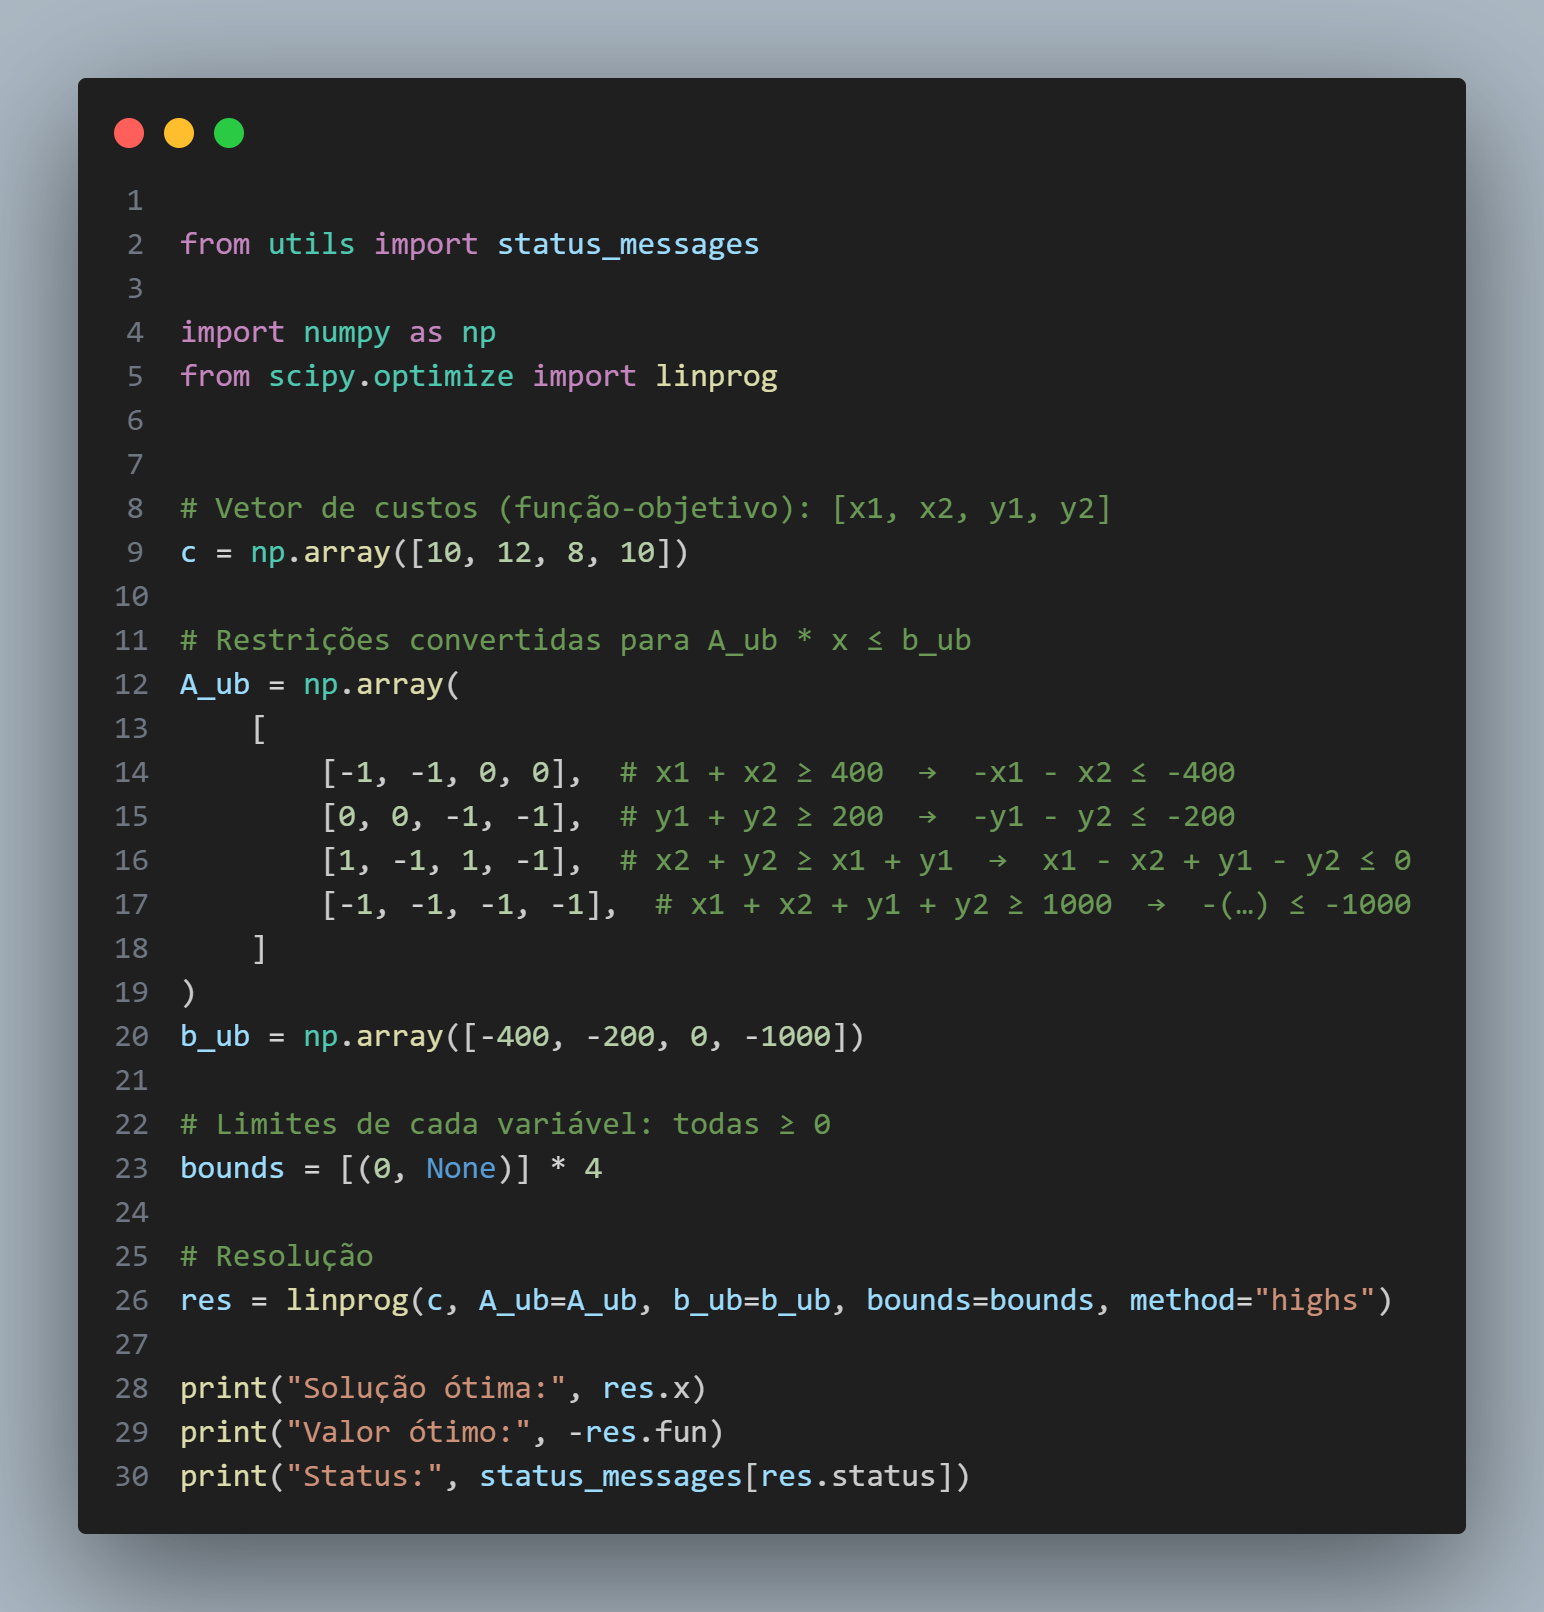 1
2 from utils import status_messages
3
4 import numpy as np
5 from scipy.optimize import linprog
6
7
8 # Vetor de custos (função-objetivo): [x1, x2, y1, y2]
9 c = np.array([10, 12, 8, 10])
10
11 # Restrições convertidas para A_ub * x ≤ b_ub
12 A_ub = np.array(
13     [
14         [-1, -1, 0, 0],  # x1 + x2 ≥ 400  →  -x1 - x2 ≤ -400
15         [0, 0, -1, -1],  # y1 + y2 ≥ 200  →  -y1 - y2 ≤ -200
16         [1, -1, 1, -1],  # x2 + y2 ≥ x1 + y1  →  x1 - x2 + y1 - y2 ≤ 0
17         [-1, -1, -1, -1],  # x1 + x2 + y1 + y2 ≥ 1000  →  -(…) ≤ -1000
18     ]
19 )
20 b_ub = np.array([-400, -200, 0, -1000])
21
22 # Limites de cada variável: todas ≥ 0
23 bounds = [(0, None)] * 4
24
25 # Resolução
26 res = linprog(c, A_ub=A_ub, b_ub=b_ub, bounds=bounds, method="highs")
27
28 print("Solução ótima:", res.x)
29 print("Valor ótimo:", -res.fun)
30 print("Status:", status_messages[res.status])